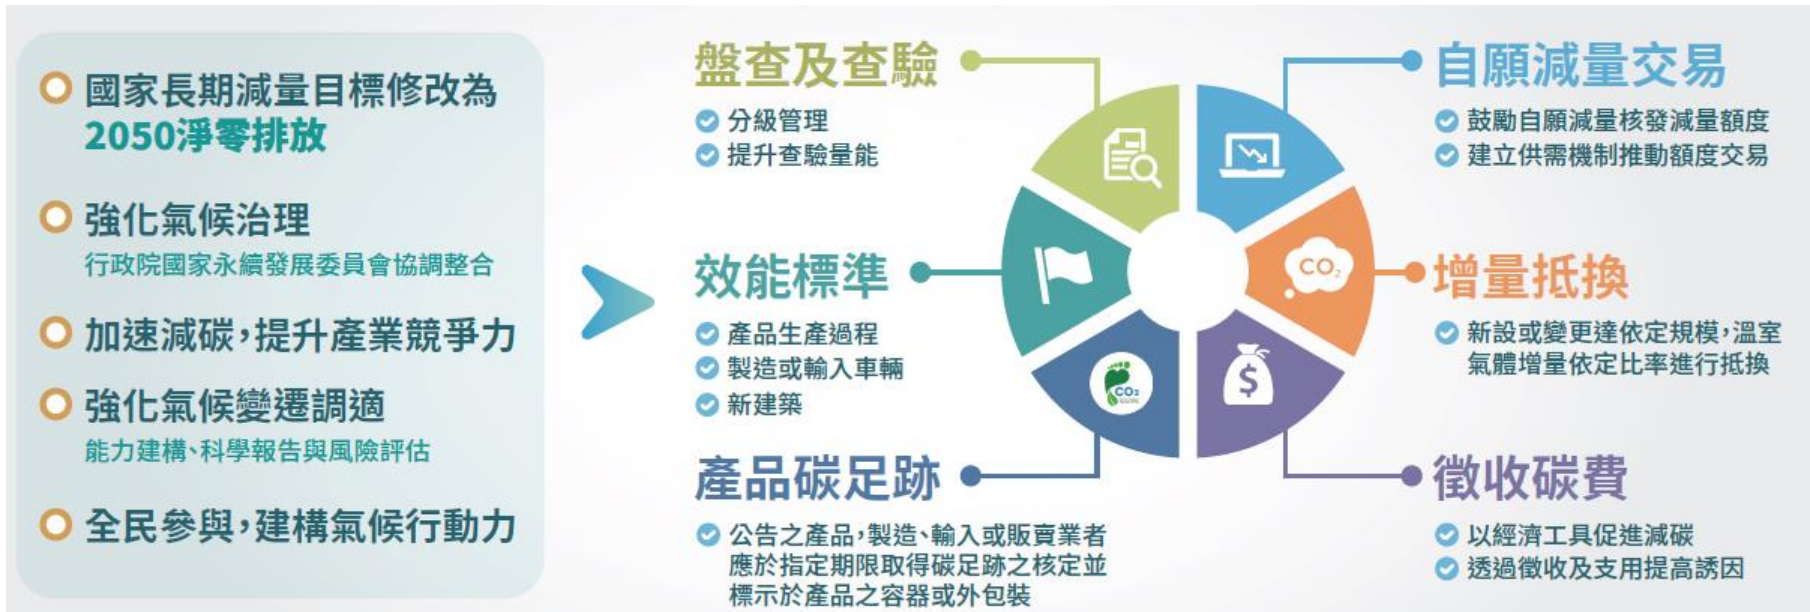 國家長期減量目標修改為
2050淨零排放
強化氣候治理
行政院國家永續發展委員會協調整合
加速減碳，提升產業競爭力
強化氣候變遷調適
能力建構、科學報告與風險評估
全民參與，建構氣候行動力
盤查及查驗
分級管理
提升查驗量能
效能標準
產品生產過程
製造或輸入車輛
新建築
產品碳足跡
公告之產品，製造、輸入或販賣業者
應於指定期限取得碳足跡之核定並
標示於產品之容器或外包裝
自願減量交易
鼓勵自願減量核發減量額度
建立供需機制推動額度交易
增量抵換
新設或變更達依定規模，溫室
氣體增量依定比率進行抵換
徵收碳費
以經濟工具促進減碳
透過徵收及支用提高誘因
CO₂
CO₂
$